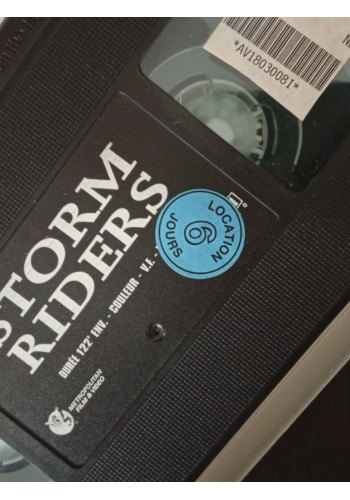 *AV1803008I*
STORM
RIDERS
DURÉE 122' ENV. - COULEUR - V.F. -
LOCATION
6
JOURS
METROPOLITAN
FILM & VIDEO